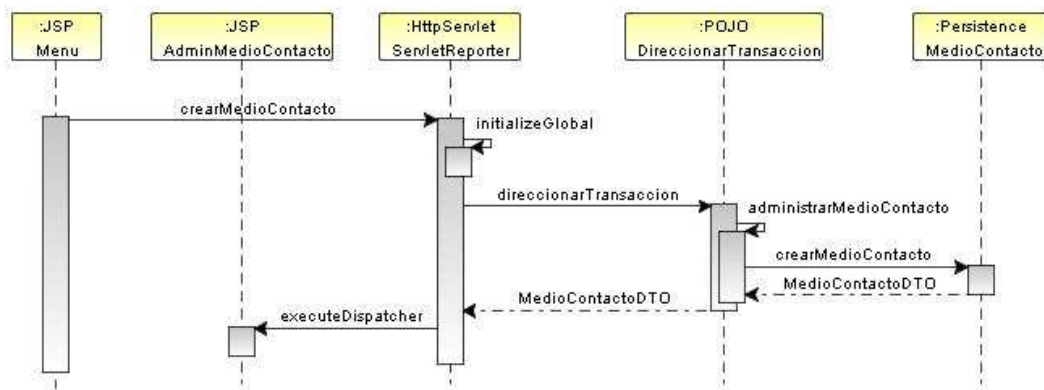 :JSP
Menu
:JSP
AdminMedioContacto
:HttpServlet
ServletReporter
:POJO
DireccionarTransaccion
:Persistence
MedioContacto
crearMedioContacto
initializeGlobal
direccionarTransaccion
administrarMedioContacto
crearMedioContacto
MedioContactoDTO
MedioContactoDTO
executeDispatcher